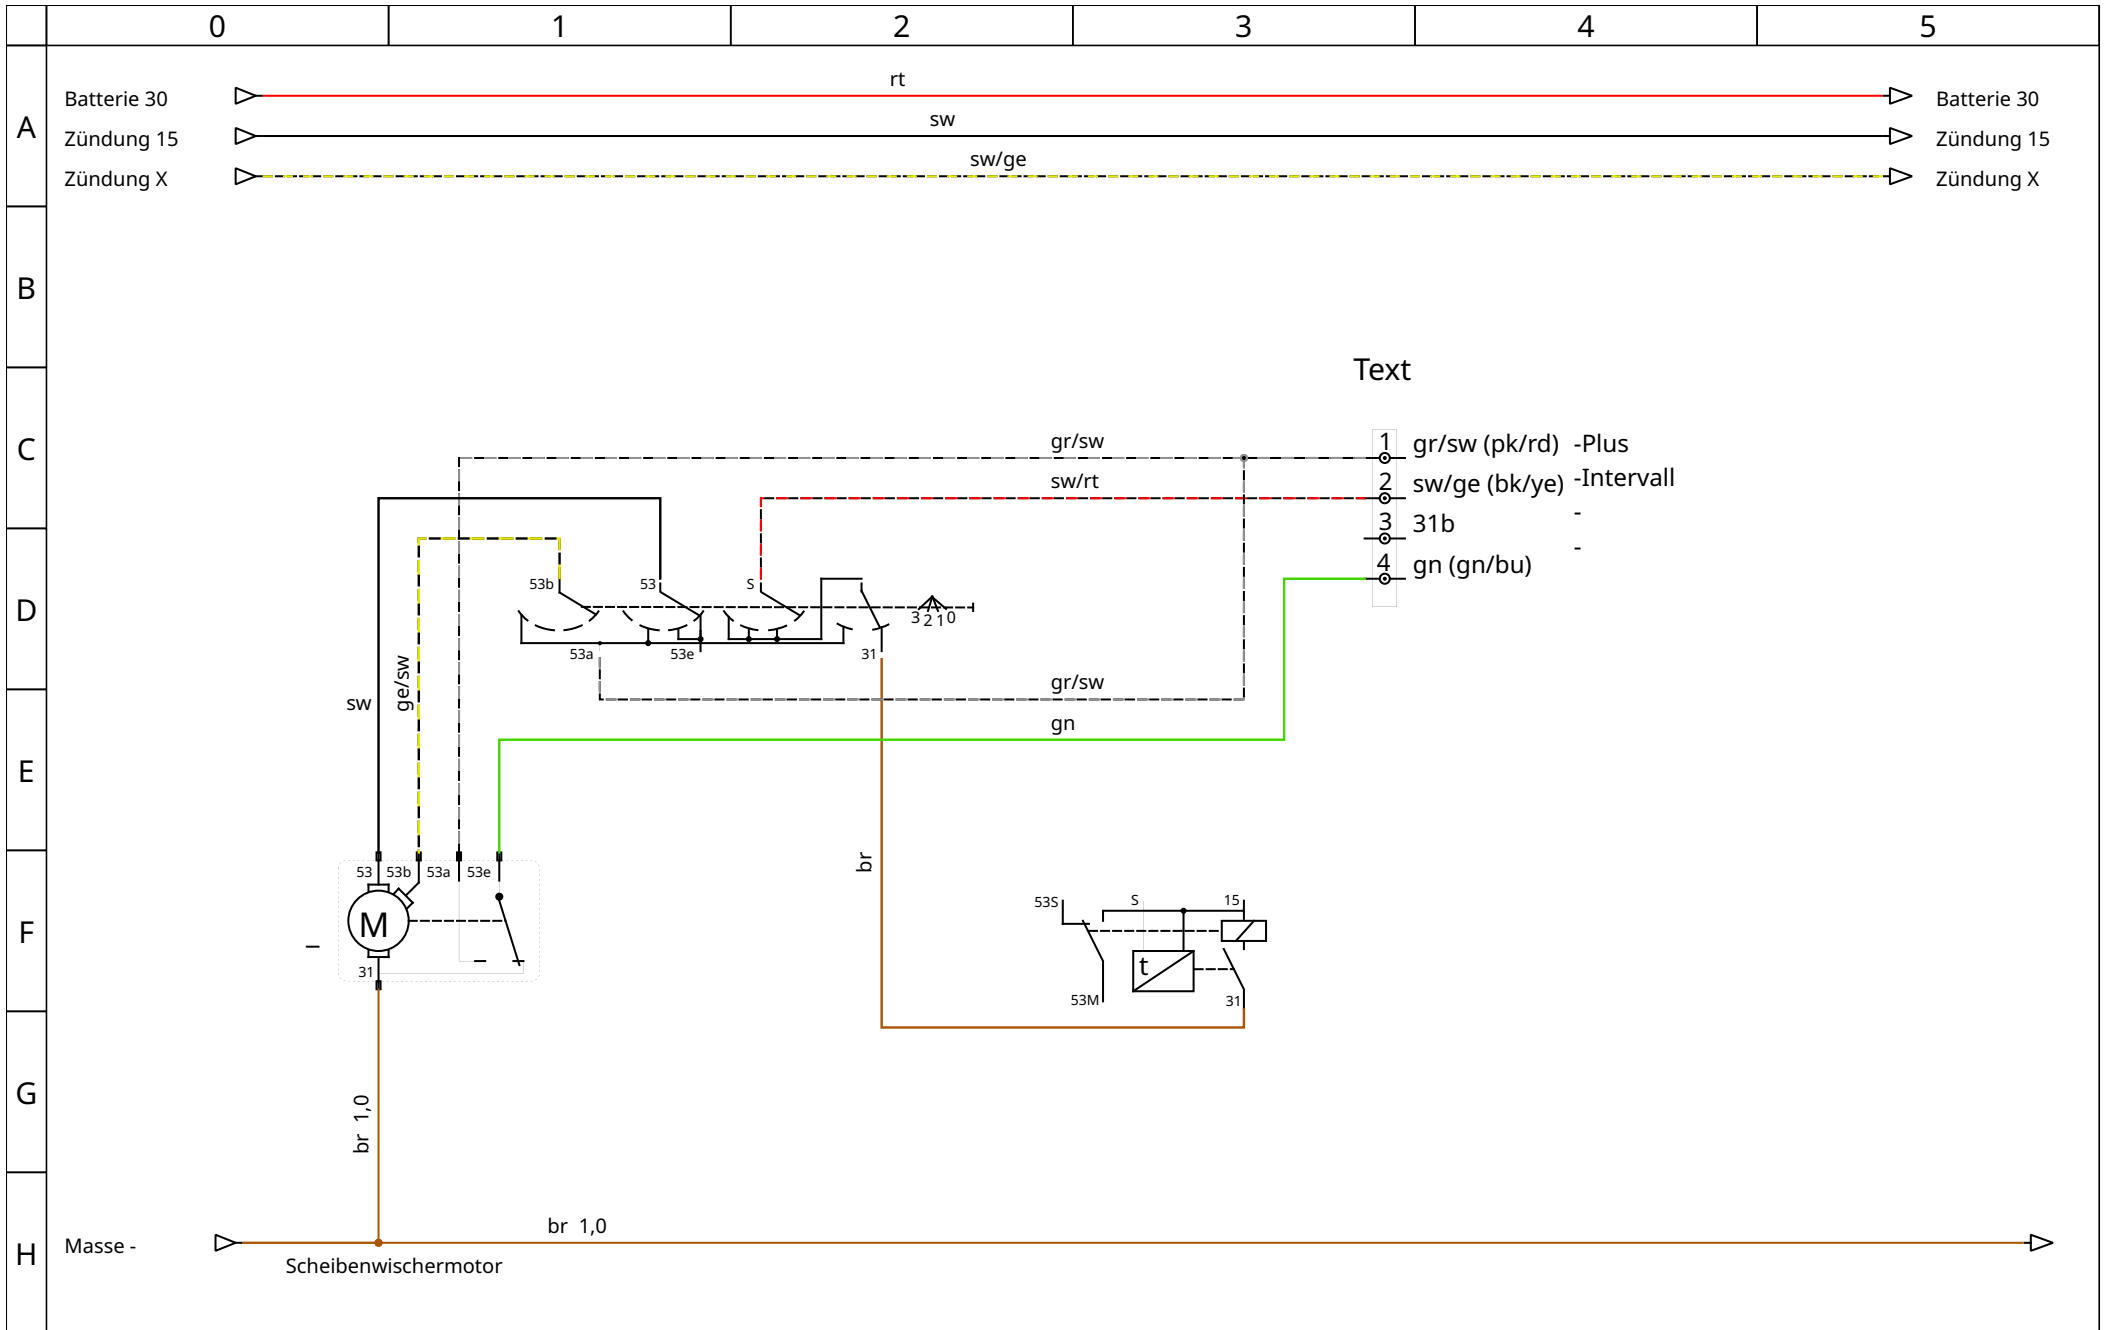 0 1 2 3 4 5
rt
Batterie 30 Batterie 30
A
sw
Zündung 15 Zündung 15
sw/ge
Zündung X Zündung X
B
Text
C
gr/sw 1 gr/sw (pk/rd) -Plus
sw/rt 2 sw/ge (bk/ye) -Intervall
3 31b -
4 gn (gn/bu) -
D
53b 53 S
3 2 1 0
53a 53e 31
gr/sw
sw ge/sw
gn
E
br
53 53b 53a 53e
53S S 15
F
M
t
31
53M 31
G
br 1,0
br 1,0
H
Masse -
Scheibenwischermotor